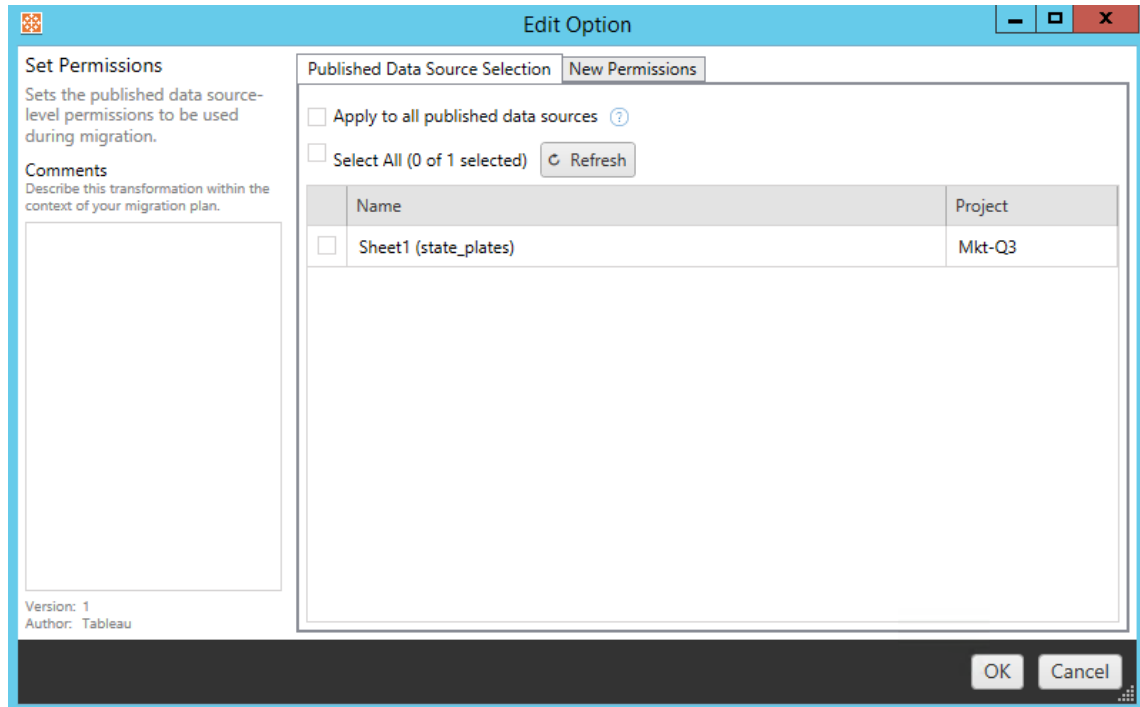 Edit Option
Set Permissions
Sets the published data source-
level permissions to be used
during migration.
Comments
Describe this transformation within the
context of your migration plan.
Version: 1
Author: Tableau
Published Data Source Selection New Permissions
Apply to all published data sources ?
Select All (0 of 1 selected) Refresh
Name Project
Sheet1 (state_plates) Mkt-Q3
OK Cancel